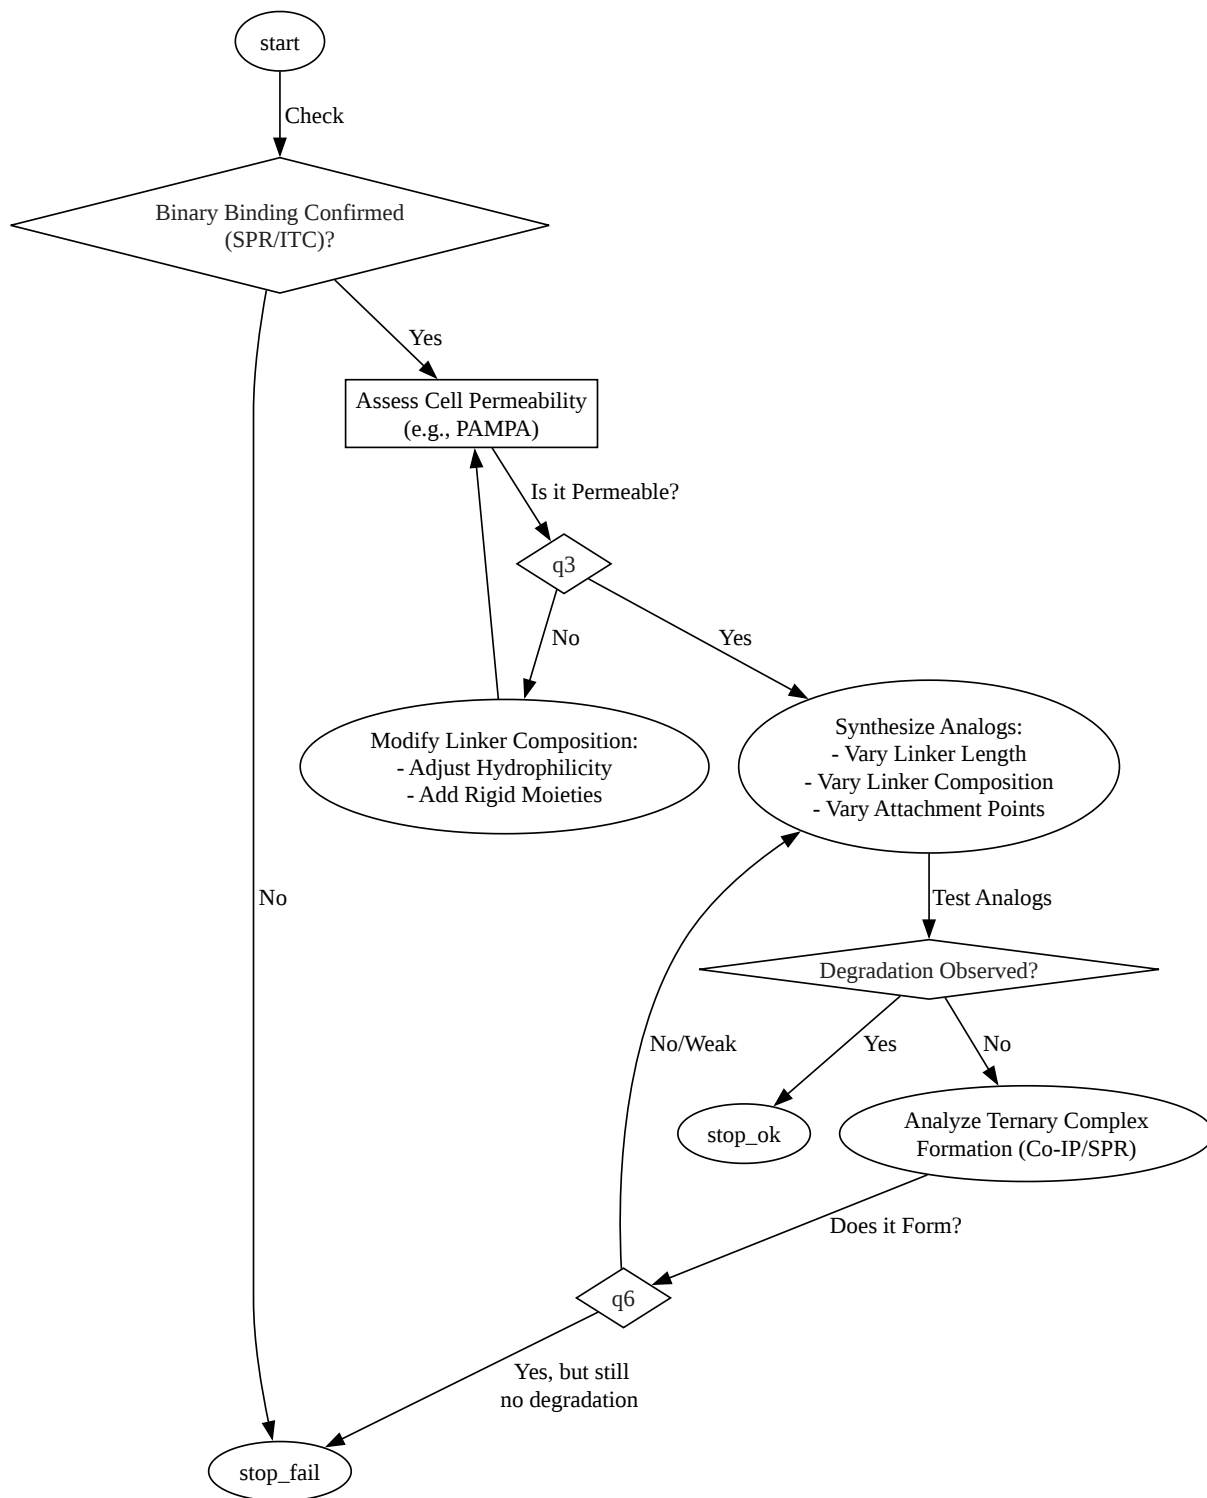 start
Check
Binary Binding Confirmed
(SPR/ITC)?
Yes
Assess Cell Permeability
(e.g., PAMPA)
Is it Permeable?
q3
No
Yes
Modify Linker Composition:
- Adjust Hydrophilicity
- Add Rigid Moieties
Synthesize Analogs:
- Vary Linker Length
- Vary Linker Composition
- Vary Attachment Points
No
Test Analogs
Degradation Observed?
No/Weak
Yes
No
stop_ok
Analyze Ternary Complex
Formation (Co-IP/SPR)
Does it Form?
q6
Yes, but still
no degradation
stop_fail